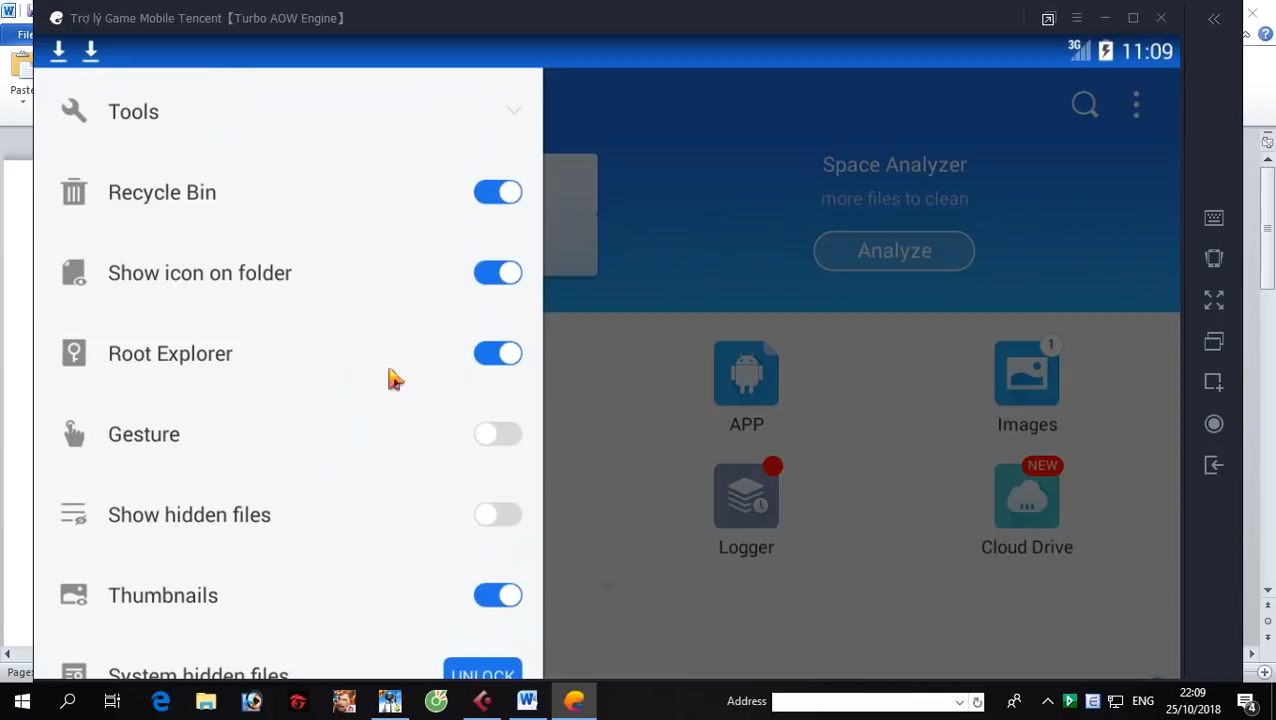 Trợ lý Game Mobile Tencent【Turbo AOW Engine】
File
Paste
3G 11:09
Tools
Recycle Bin
Show icon on folder
Root Explorer
Gesture
Show hidden files
Thumbnails
System hidden files UNLOCK
Space Analyzer
more files to clean
Analyze
1
APP
Images
NEW
Logger
Cloud Drive
Page:
Address
ENG
22:09
25/10/2018
4